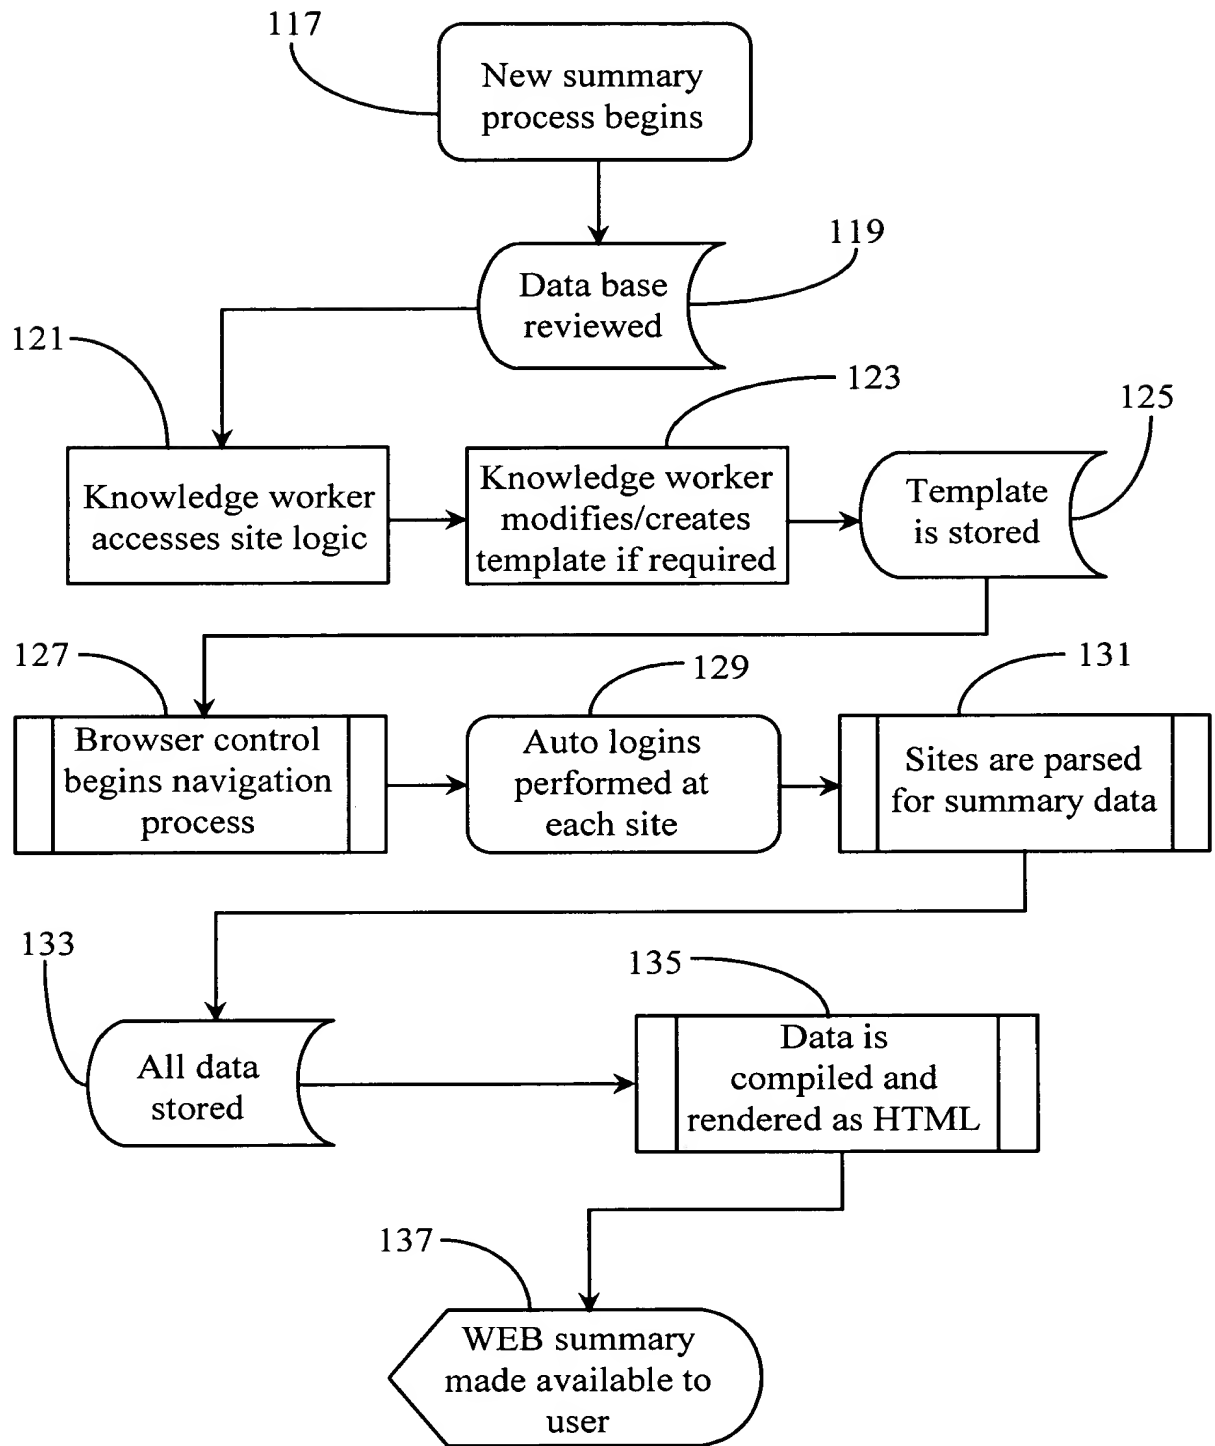 117
New summary
process begins
119
Data base
reviewed
121
123
125
Knowledge worker
accesses site logic
Knowledge worker
modifies/creates
template if required
Template
is stored
127
129
131
Browser control
begins navigation
process
Auto logins
performed at
each site
Sites are parsed
for summary data
133
135
All data
stored
Data is
compiled and
rendered as HTML
137
WEB summary
made available to
user